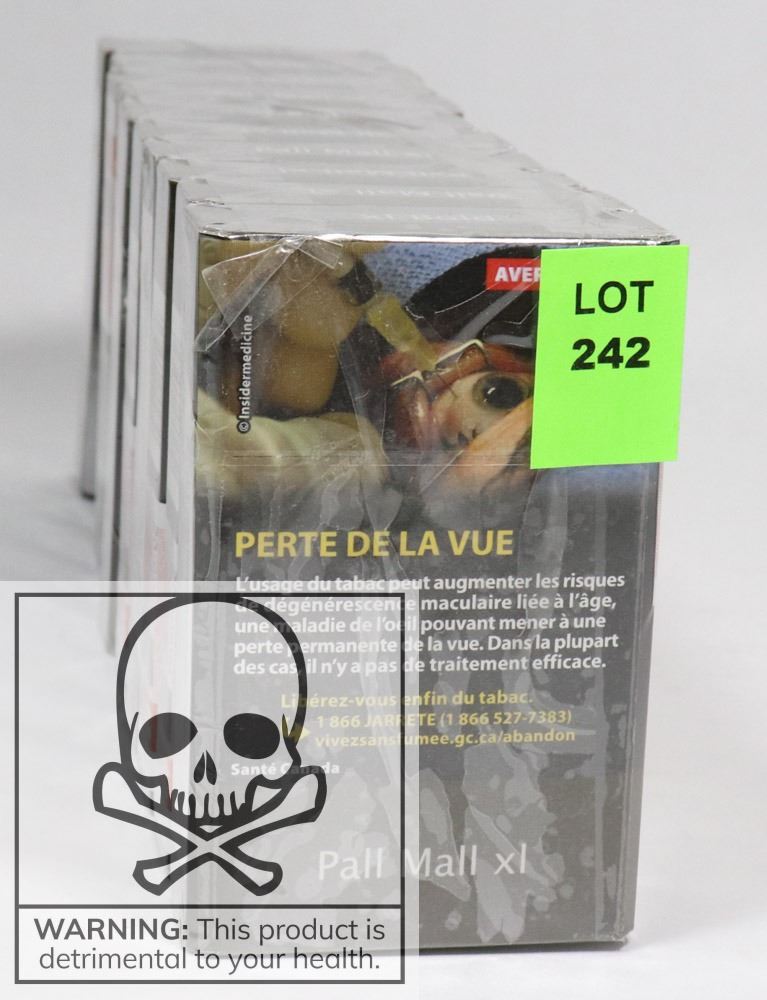 AVER
LOT
242
© Insidermedicine
PERTE DE LA VUE
L'usage du tabac peut augmenter les risques
de dégénérescence maculaire liée à l'âge,
une maladie de l'oeil pouvant mener à une
perte permanente de la vue. Dans la plupart
des cas, il n'y a pas de traitement efficace.
Libérez-vous enfin du tabac.
1 866 JARRETE (1 866 527-7383)
vivezsansfumee.gc.ca/abandon
Santé Canada
Pall Mall xl
WARNING: This product is
detrimental to your health.